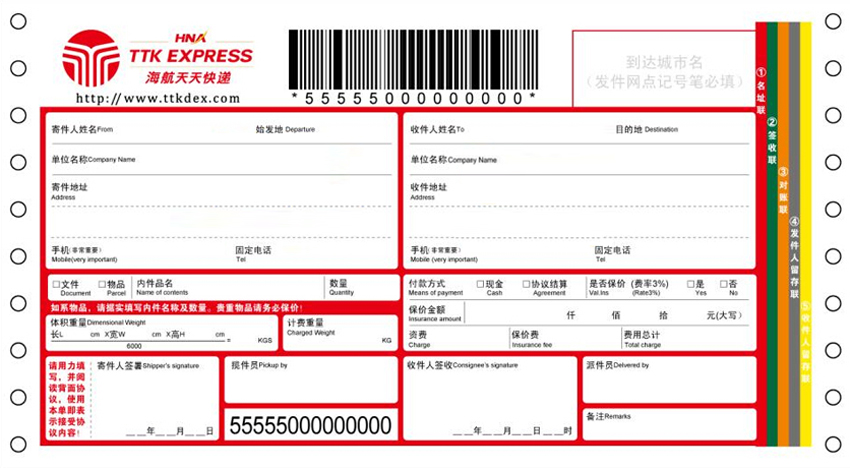 HNA
TTK EXPRESS
海航天天快递
http://www.ttkdex.com
*55555000000000*
到达城市名
(发件网点记号笔必填)
寄件人姓名From 始发地 Departure
单位名称Company Name
寄件地址
Address
手机(非常重要) 固定电话
Mobile(very important) Tel
收件人姓名To 目的地 Destination
单位名称Company Name
收件地址
Address
手机(非常重要) 固定电话
Mobile(very important) Tel
□文件 □物品 内件品名 数量
Document Parcel Name of contents Quantity
如系物品,请据实填写内件名称及数量。贵重物品请务必保价!
体积重量Dimensional Weight
长L cm X宽W cm X高H cm
6000 = KGS
计费重量
Charged Weight
KG
付款方式 □现金 □协议结算 是否保价 (费率3%) □是 □否
Means of payment Cash Agreement Val.Ins (Rate3%) Yes No
保价金额
Insurance amount 仟 佰 拾 元(大写)
资费 保价费 费用总计
Charge Insurance fee Total charge
请用力填
写,并阅
读背面协
议,使用
本单即表
示接受协
议内容!
寄件人签署Shipper's signature
__年__月__日
揽件员Pickup by
55555000000000
收件人签收Consignee's signature
__年__月__日__时
派件员Delivered by
备注Remarks
①名址联
②签收联
③对账联
④发件人留存联
⑤收件人留存联